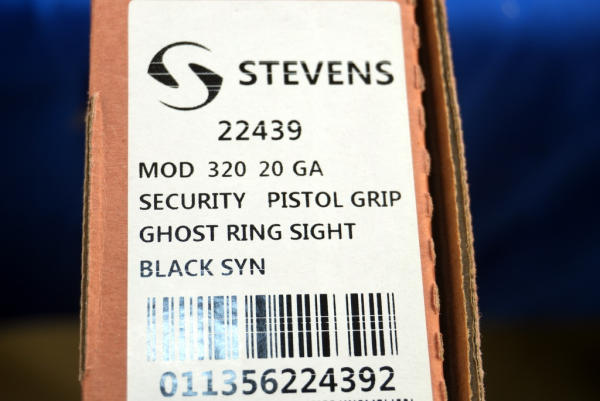 STEVENS
22439
MOD 320 20 GA
SECURITY PISTOL GRIP
GHOST RING SIGHT
BLACK SYN
011356224392